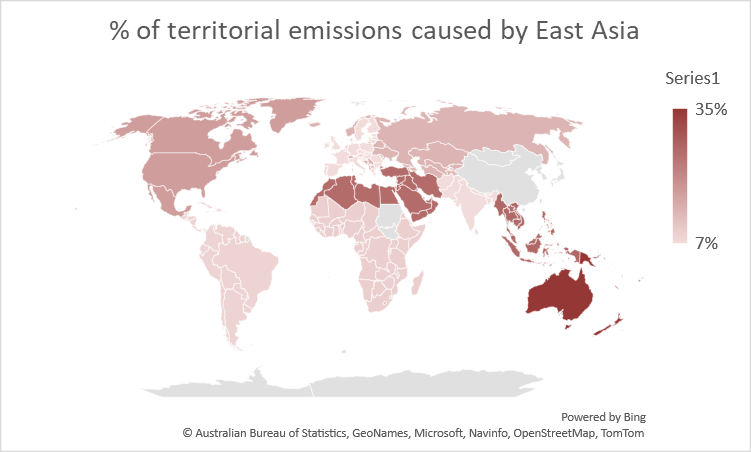 % of territorial emissions caused by East Asia
Series1
35%
7%
Powered by Bing
© Australian Bureau of Statistics, GeoNames, Microsoft, Navinfo, OpenStreetMap, TomTom